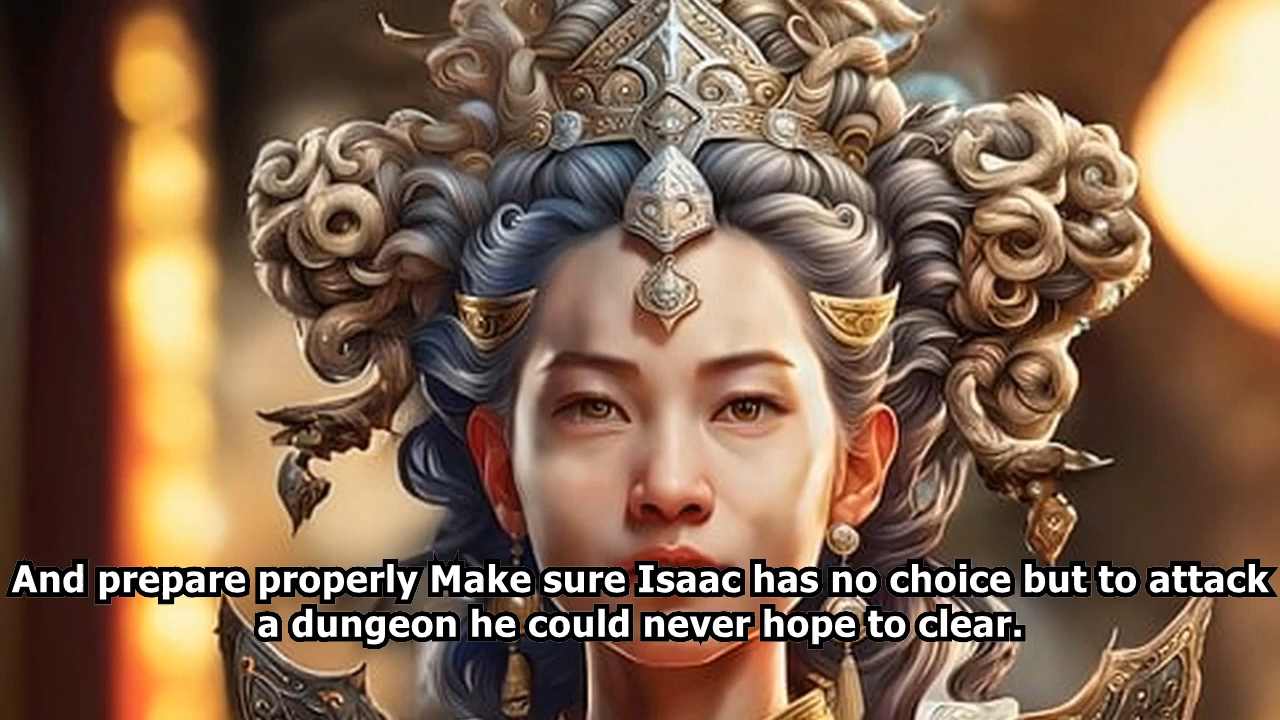 And prepare properly Make sure Isaac has no choice but to attack
a dungeon he could never hope to clear.